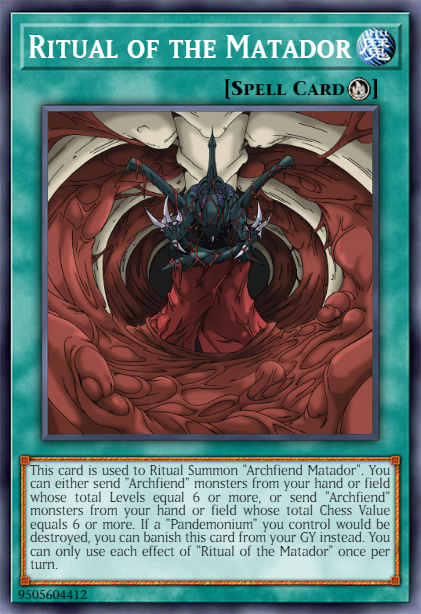 RITUAL OF THE MATADOR
魔
[SPELL CARD]
This card is used to Ritual Summon "Archfiend Matador". You
can either send "Archfiend" monsters from your hand or field
whose total Levels equal 6 or more, or send "Archfiend"
monsters from your hand or field whose total Chess Value
equals 6 or more. If a "Pandemonium" you control would be
destroyed, you can banish this card from your GY instead. You
can only use each effect of "Ritual of the Matador" once per
turn.
9505604412